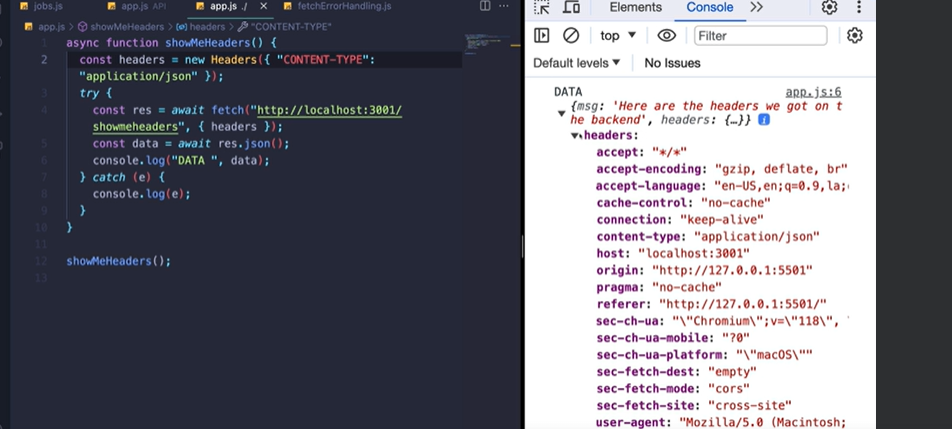 jobs.js
app.js API
app.js ./
fetchErrorHandling.js
app.js > showMeHeaders > headers > "CONTENT-TYPE"
1 async function showMeHeaders() {
2 const headers = new Headers({ "CONTENT-TYPE":
"application/json" });
3 try {
4 const res = await fetch("http://localhost:3001/
showmeheaders", { headers });
5 const data = await res.json();
6 console.log("DATA ", data);
7 } catch (e) {
8 console.log(e);
9 }
10 }
11
12 showMeHeaders();
13
Elements
Console
top
Filter
Default levels
No Issues
DATA app.js:6
{msg: 'Here are the headers we got on t
he backend', headers: {…}}
headers:
accept: "*/*"
accept-encoding: "gzip, deflate, br"
accept-language: "en-US,en;q=0.9,la;
cache-control: "no-cache"
connection: "keep-alive"
content-type: "application/json"
host: "localhost:3001"
origin: "http://127.0.0.1:5501"
pragma: "no-cache"
referer: "http://127.0.0.1:5501/"
sec-ch-ua: "\"Chromium\";v=\"118\",
sec-ch-ua-mobile: "?0"
sec-ch-ua-platform: "\"macOS\""
sec-fetch-dest: "empty"
sec-fetch-mode: "cors"
sec-fetch-site: "cross-site"
user-agent: "Mozilla/5.0 (Macintosh;